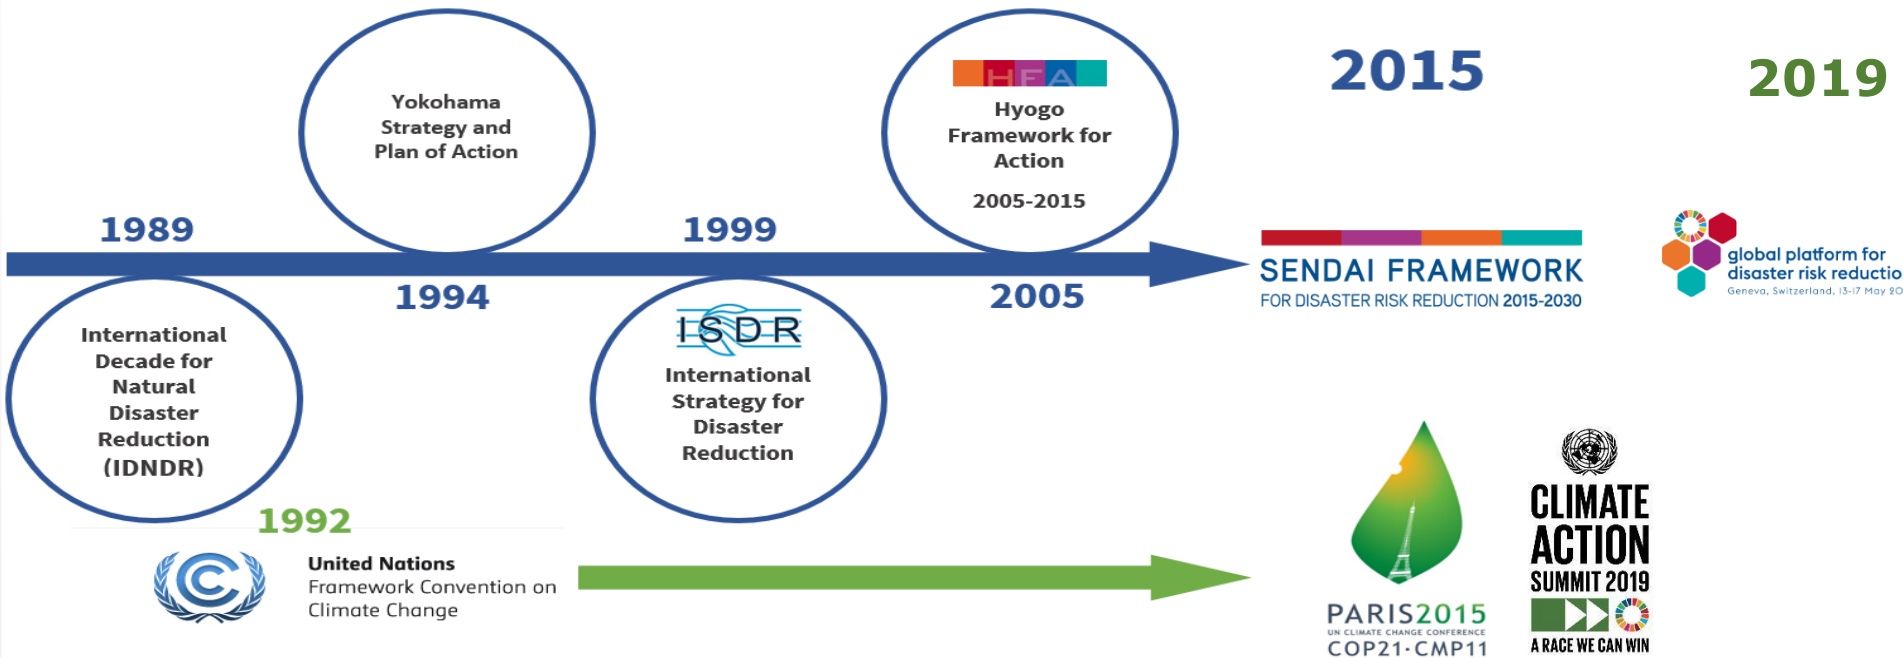 1989
International
Decade for
Natural
Disaster
Reduction
(IDNDR)
Yokohama
Strategy and
Plan of Action
1994
1999
ISDR
International
Strategy for
Disaster
Reduction
HFA
Hyogo
Framework for
Action
2005-2015
2005
2015
SENDAI FRAMEWORK
FOR DISASTER RISK REDUCTION 2015-2030
2019
global platform for
disaster risk reductio
Geneva, Switzerland, 13-17 May 20
1992
United Nations
Framework Convention on
Climate Change
PARIS2015
UN CLIMATE CHANGE CONFERENCE
COP21·CMP11
CLIMATE
ACTION
SUMMIT 2019
A RACE WE CAN WIN